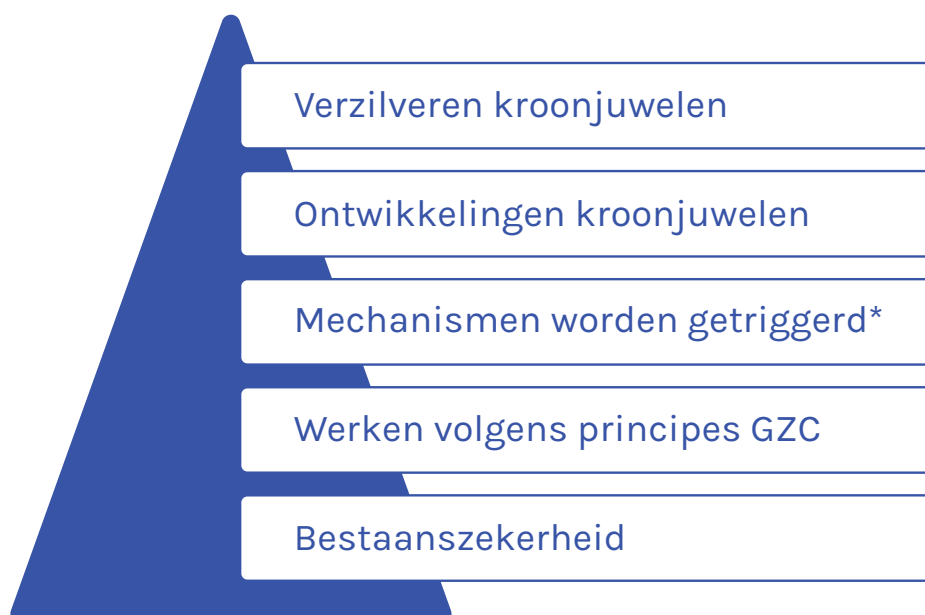 Verzilveren kroonjuwelen
Ontwikkelingen kroonjuwelen
Mechanismen worden getriggerd*
Werken volgens principes GZC
Bestaanszekerheid